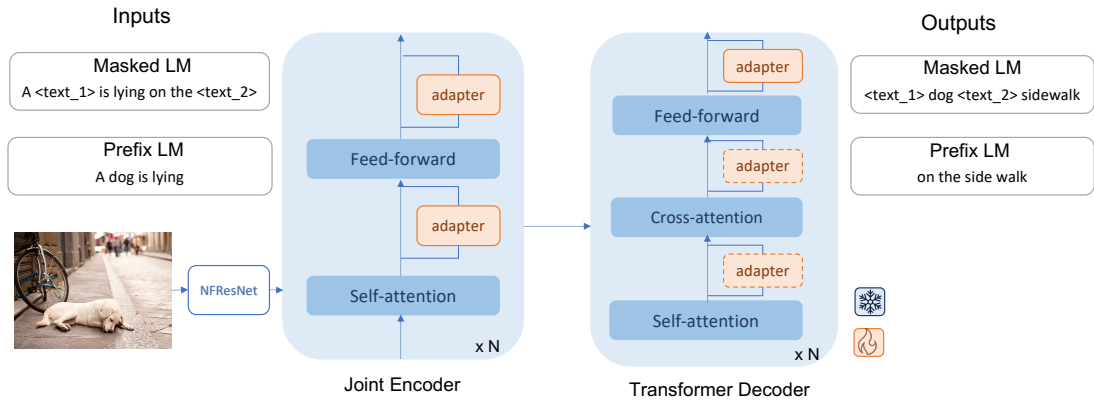 Inputs
Masked LM
A <text_1> is lying on the <text_2>
Prefix LM
A dog is lying
NFResNet
adapter
Feed-forward
adapter
Self-attention
x N
Joint Encoder
adapter
Feed-forward
adapter
Cross-attention
adapter
Self-attention
x N
Transformer Decoder
Outputs
Masked LM
<text_1> dog <text_2> sidewalk
Prefix LM
on the side walk